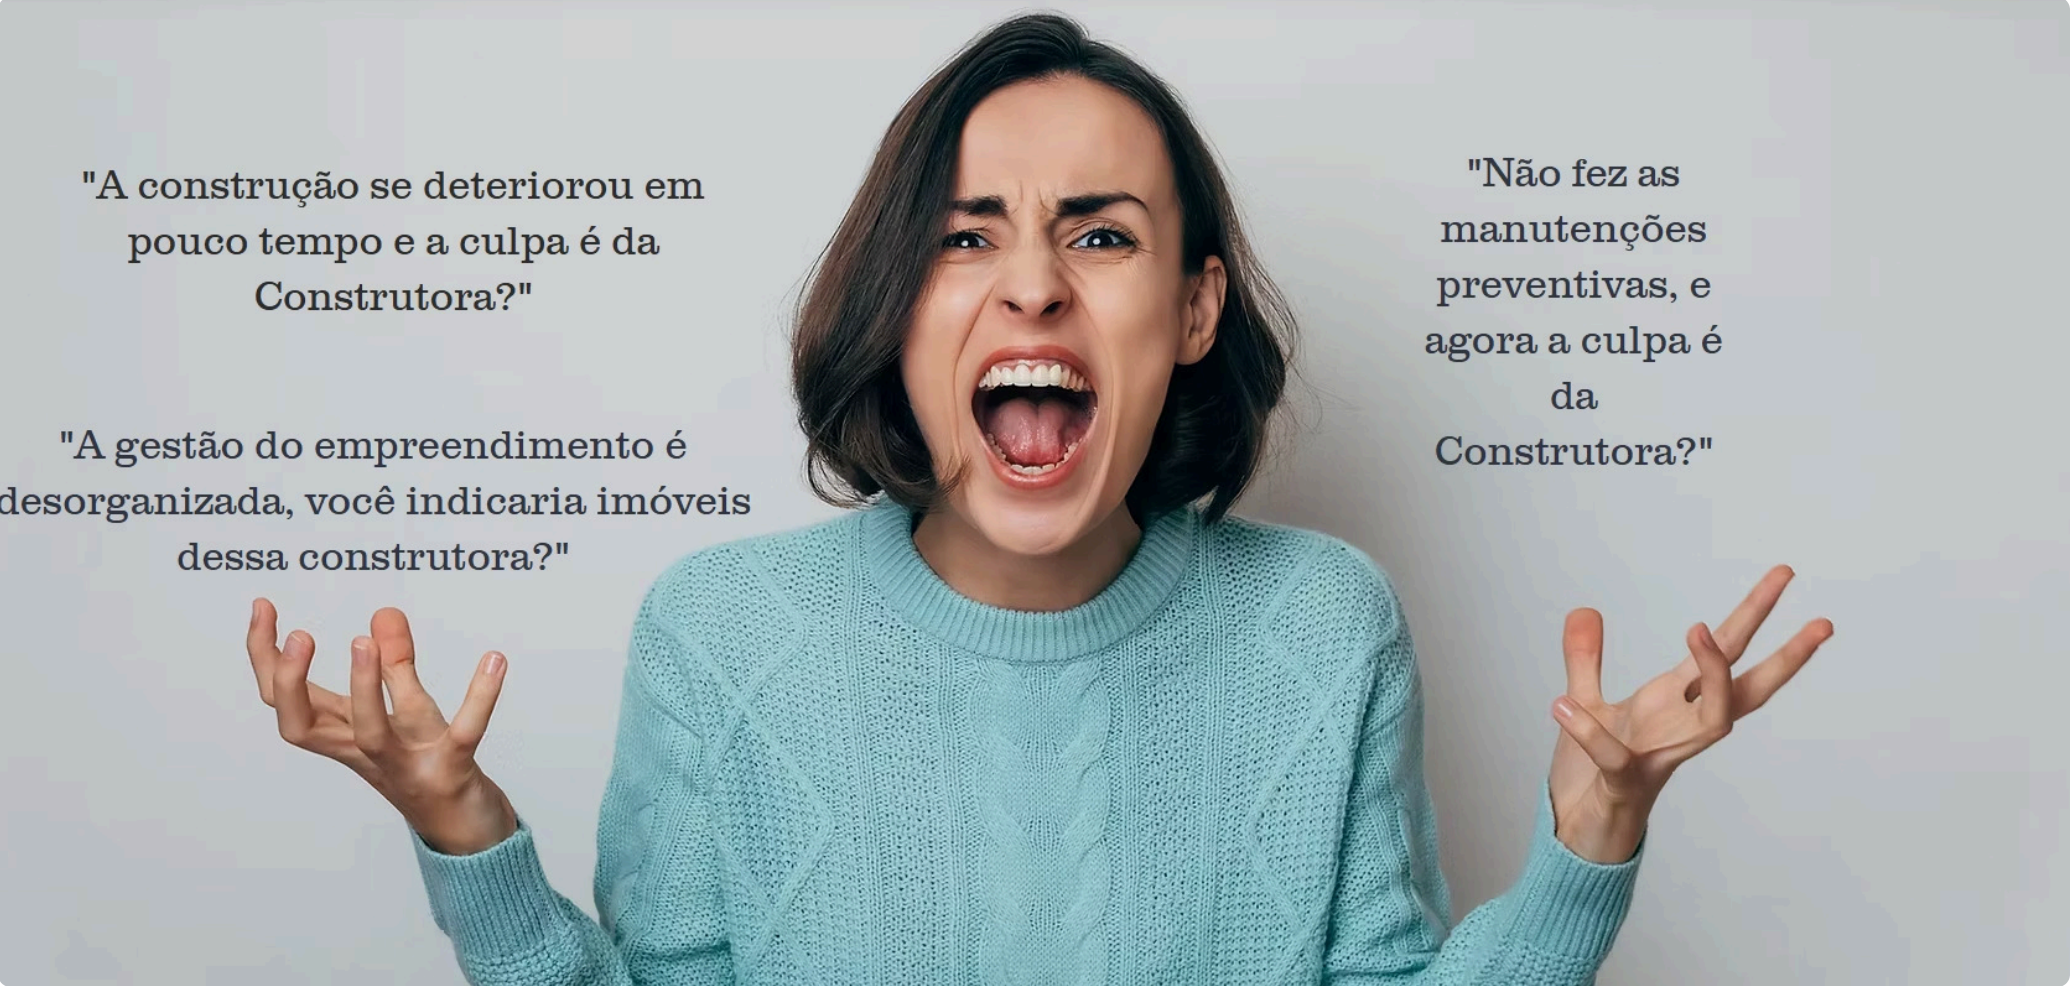 "A construção se deteriorou em
pouco tempo e a culpa é da
Construtora?"
"A gestão do empreendimento é
desorganizada, você indicaria imóveis
dessa construtora?"
"Não fez as
manutenções
preventivas, e
agora a culpa é
da
Construtora?"